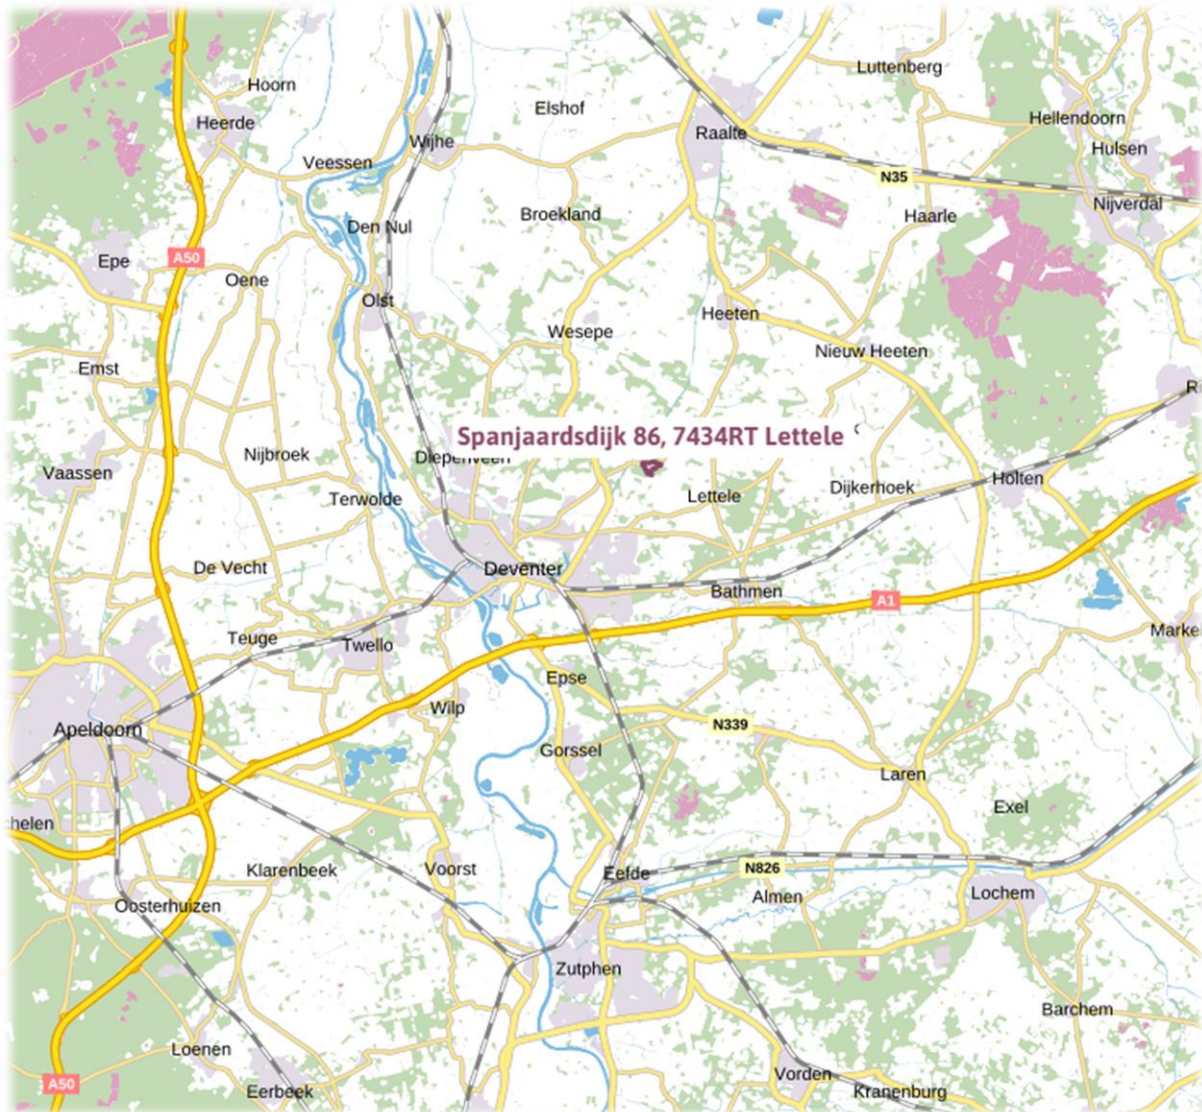 Luttenberg
Hoorn
Elshof
Hellendoorn
Heerde
Raalte
Wijhe
Hulsen
Veessen
N35
Nijverdal
Broekland
Haarle
Den Nul
A50
Epe
Oene
Olst
Heeten
Wesepe
Nieuw Heeten
Emst
R
Spanjaardsdijk 86, 7434RT Lettele
Nijbroek
Diepenveen
Vaassen
Holten
Dijkerhoek
Lettele
Terwolde
De Vecht
Deventer
Bathmen
A1
Marke
Teuge
Twello
Epse
Wilp
N339
Apeldoorn
Gorssel
Laren
Exel
helen
Klarenbeek
Voorst
Eefde
N826
Almen
Lochem
Oosterhuizen
Zutphen
Barchem
Loenen
Vorden
A50
Eerbeek
Kranenburg